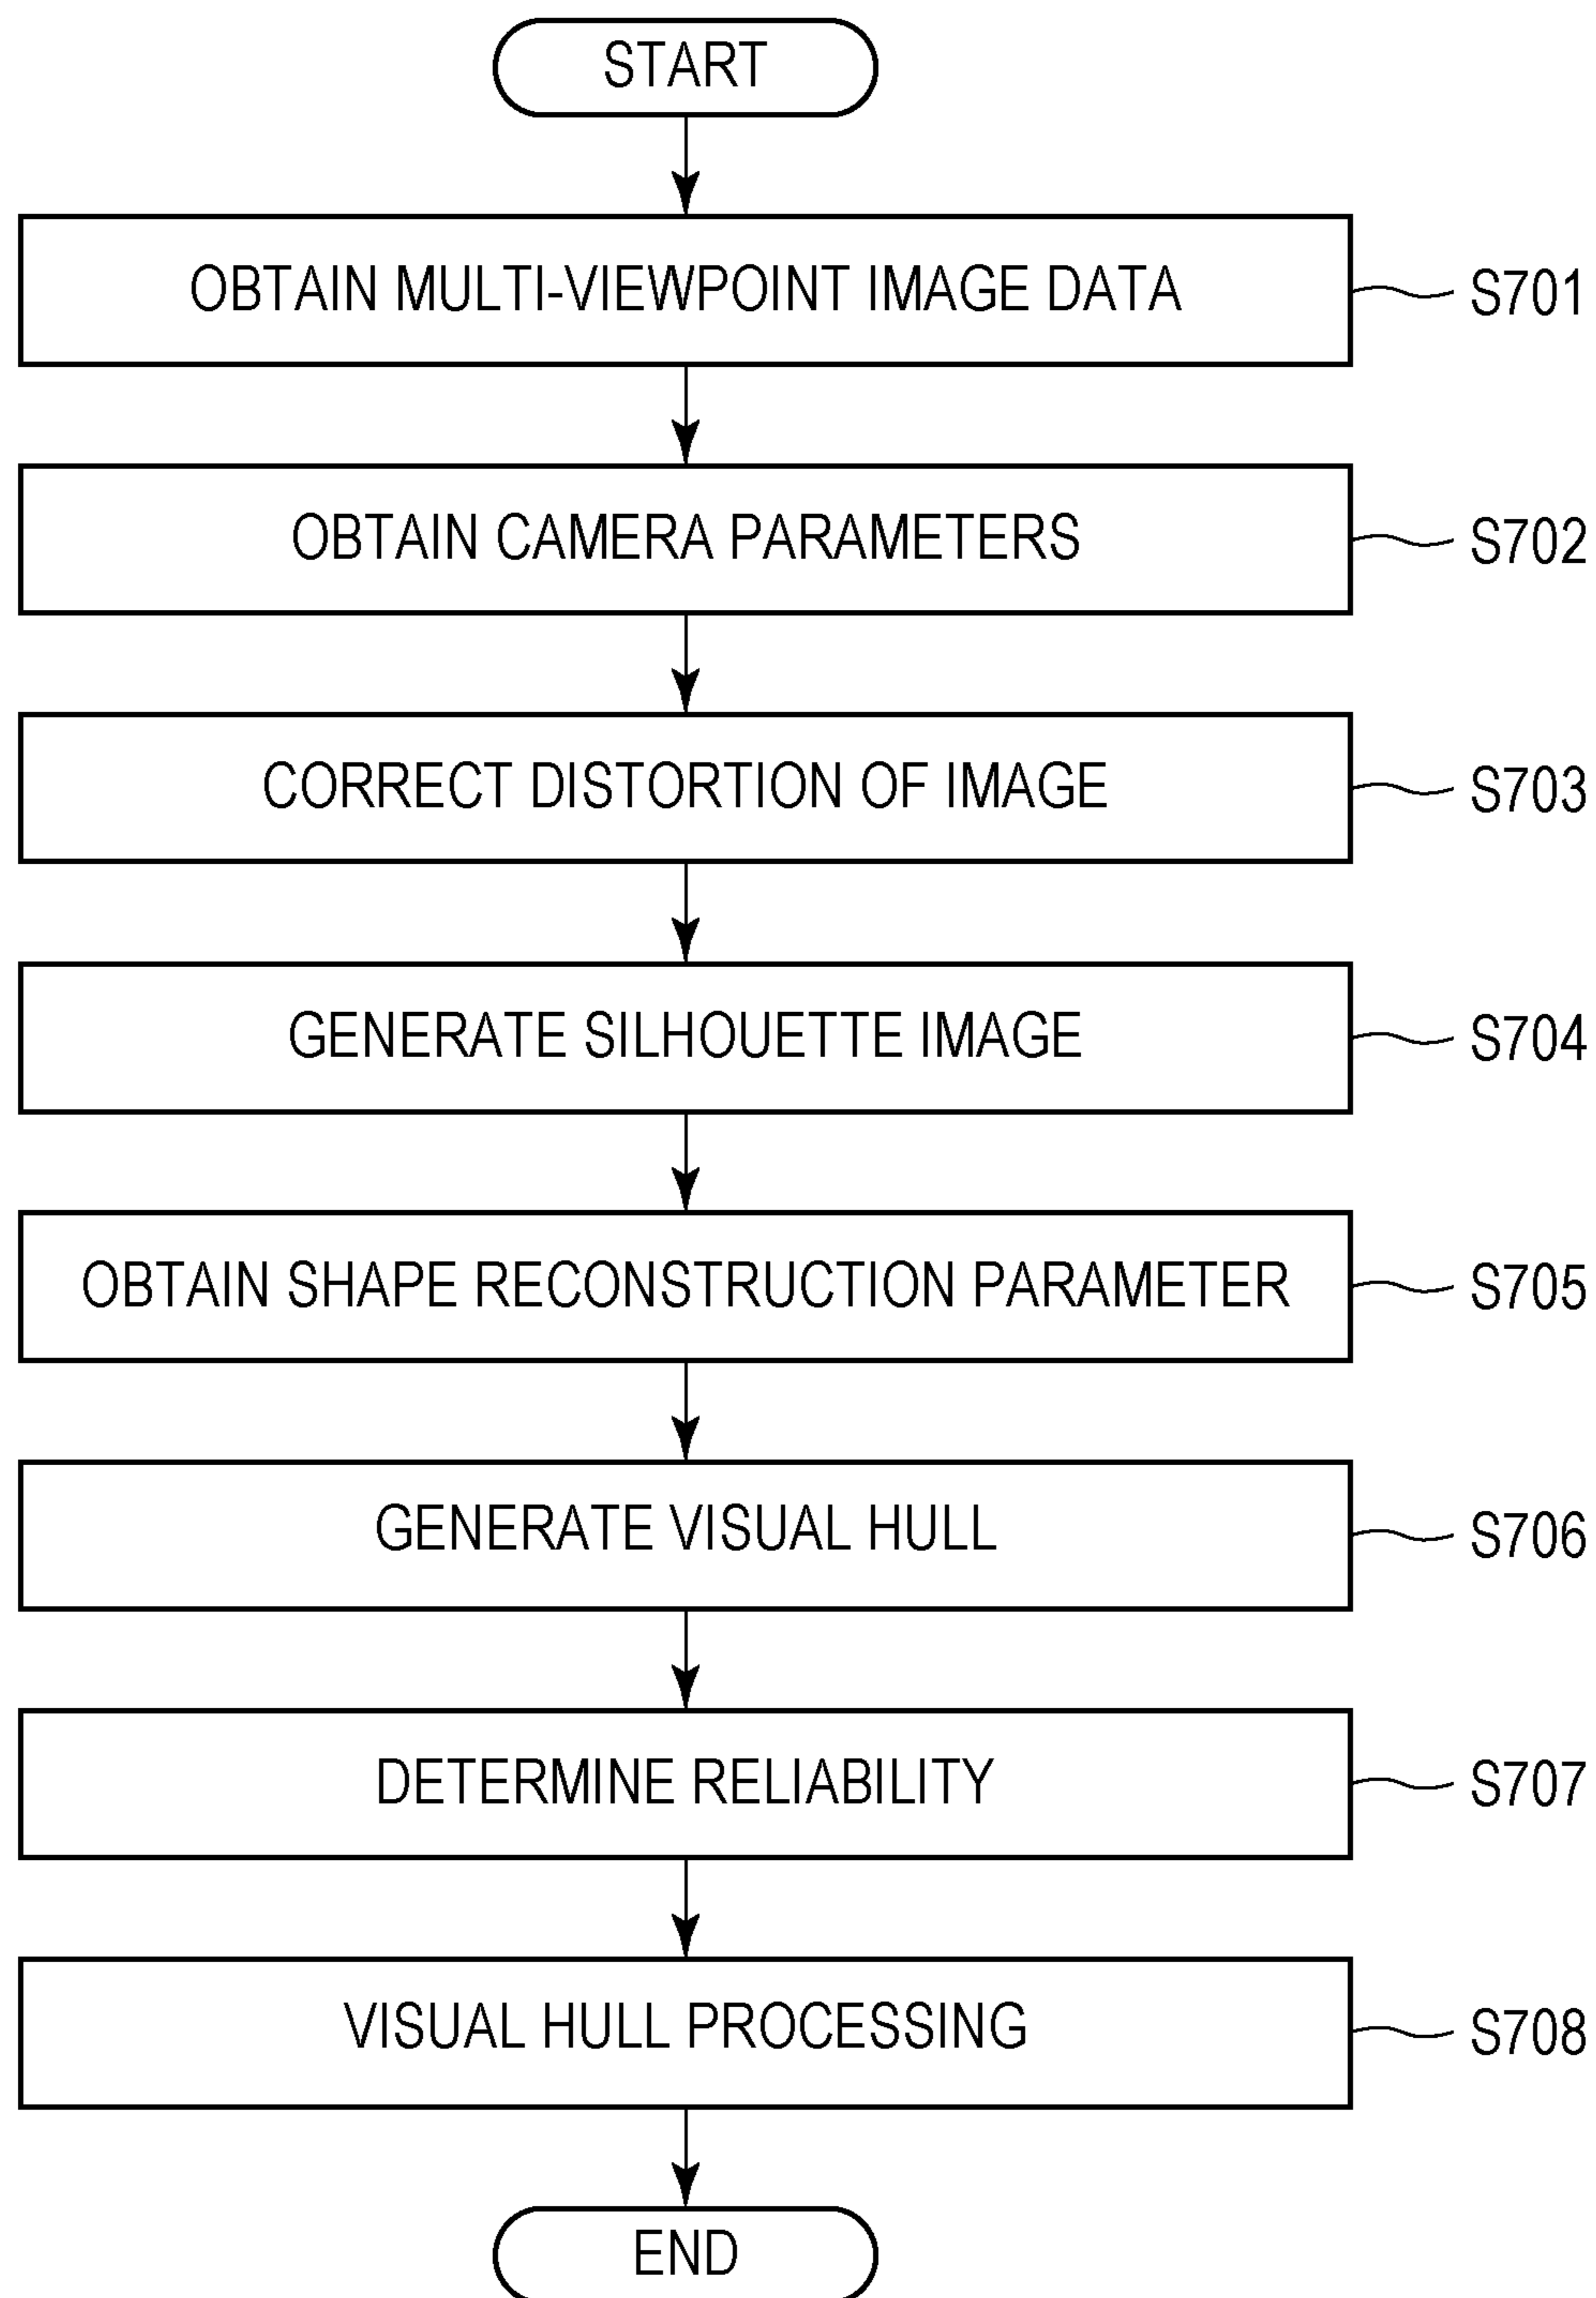 START
OBTAIN MULTI-VIEWPOINT IMAGE DATA S701
OBTAIN CAMERA PARAMETERS S702
CORRECT DISTORTION OF IMAGE S703
GENERATE SILHOUETTE IMAGE S704
OBTAIN SHAPE RECONSTRUCTION PARAMETER S705
GENERATE VISUAL HULL S706
DETERMINE RELIABILITY S707
VISUAL HULL PROCESSING S708
END